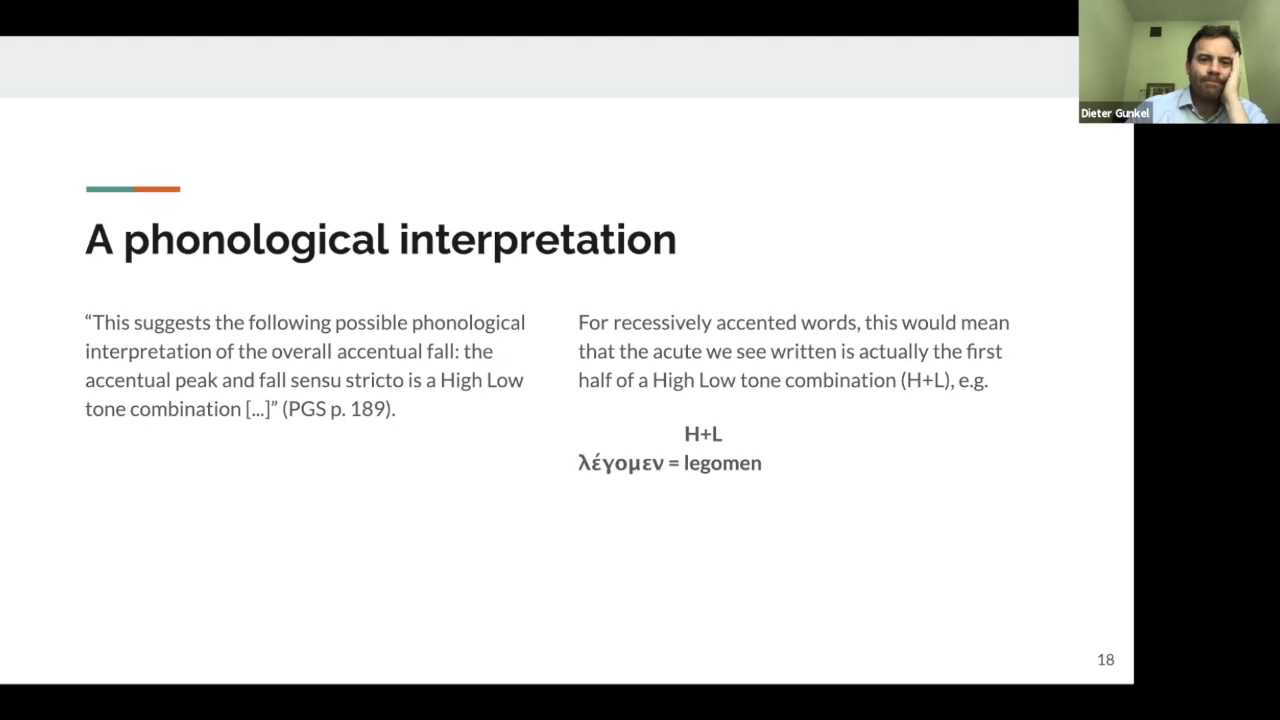 Dieter Gunkel
A phonological interpretation
“This suggests the following possible phonological
interpretation of the overall accentual fall: the
accentual peak and fall sensu stricto is a High Low
tone combination [...]” (PGS p. 189).
For recessively accented words, this would mean
that the acute we see written is actually the first
half of a High Low tone combination (H+L), e.g.
H+L
λέγομεν = legomen
18